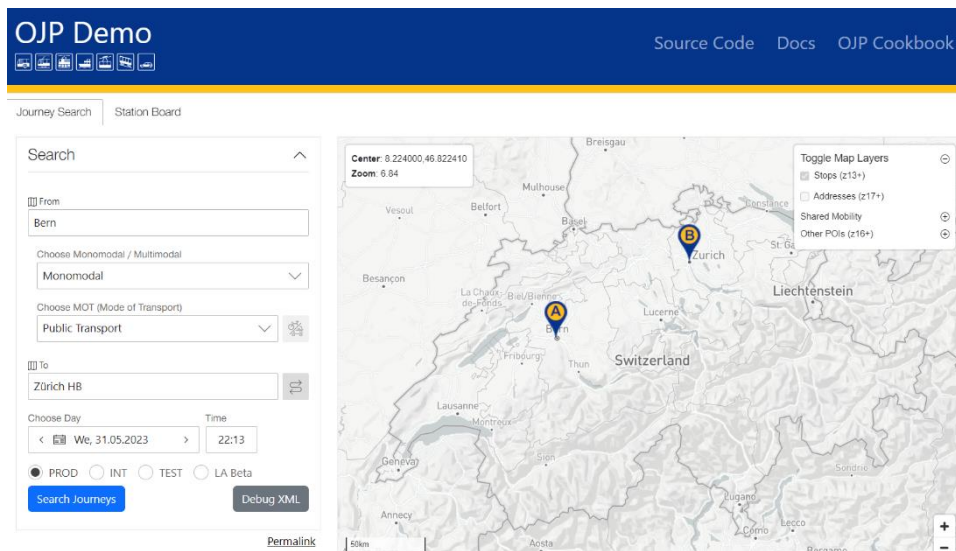 OJP Demo
Source Code Docs OJP Cookbook
Journey Search Station Board
Search
From
Bern
Choose Monomodal / Multimodal
Monomodal
Choose MOT (Mode of Transport)
Public Transport
To
Zürich HB
Choose Day Time
We, 31.05.2023 22:13
PROD INT TEST LA Beta
Search Journeys Debug XML
Permalink
Center: 8.224000,46.822410
Zoom: 6.84
Toggle Map Layers
Stops (z13+)
Addresses (z17+)
Shared Mobility
Other POIs (z16+)
Breisgau
Mulhouse
Vesoul
Belfort
Basel
Constance
B
Zurich
St. Ga
Besançon
La Chaux-de-Fonds
Biel/Bienne
Liechtenstein
A
Lucerne
Bern
Fribourg
Thun
Switzerland
Lausanne
Montreux
Geneva
Sion
Sondrio
Lugano
Annecy
Como
Lecco
Aosta
Bergamo
50km
+
−